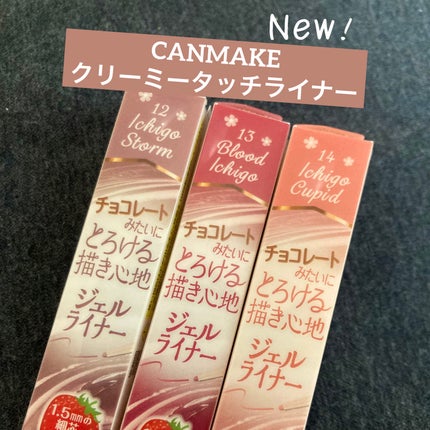 New!
CANMAKE
クリーミータッチライナー
12
Ichigo
Storm
チョコレート
みたいに
とろける
描き心地
ジェル
ライナー
1.5mmの
細芯
13
Blood
Ichigo
チョコレート
みたいに
とろける
描き心地
ジェル
ライナー
14
Ichigo
Cupid
チョコレート
みたいに
とろける
描き心地
ジェル
ライナー